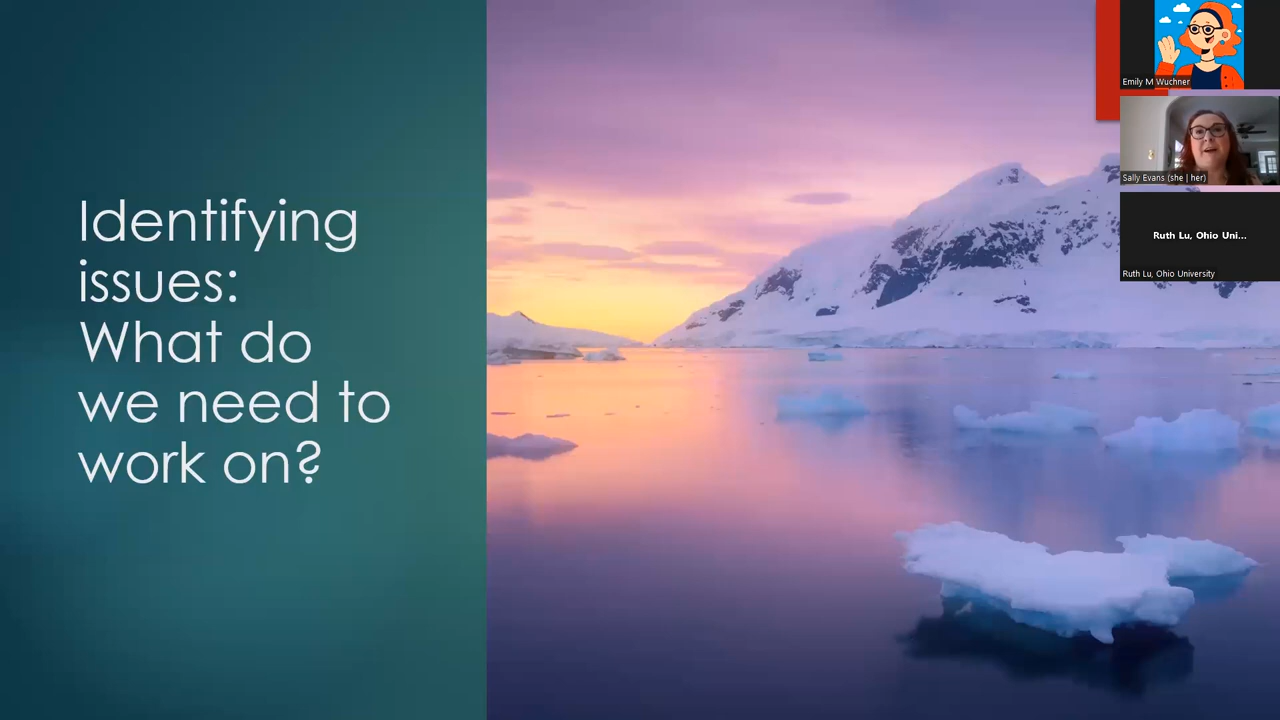 Identifying
issues:
What do
we need to
work on?
Emily M Wuchner
Sally Evans (she | her)
Ruth Lu, Ohio Uni...
Ruth Lu, Ohio University